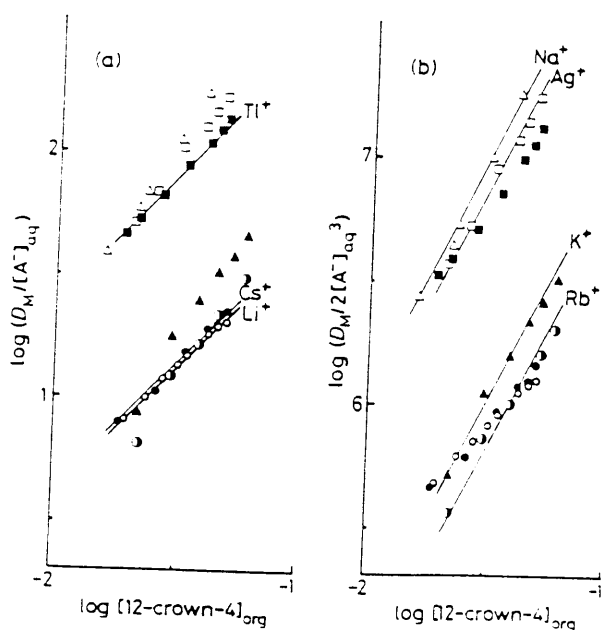 (a)
Tl⁺
2
log (D_M/[A⁻]_aq)
Cs⁺
Li⁺
1
-2
-1
log [12-crown-4]_org
(b)
Na⁺
Ag⁺
7
log (D_M/2[A⁻]_aq³)
K⁺
Rb⁺
6
-2
-1
log [12-crown-4]_org